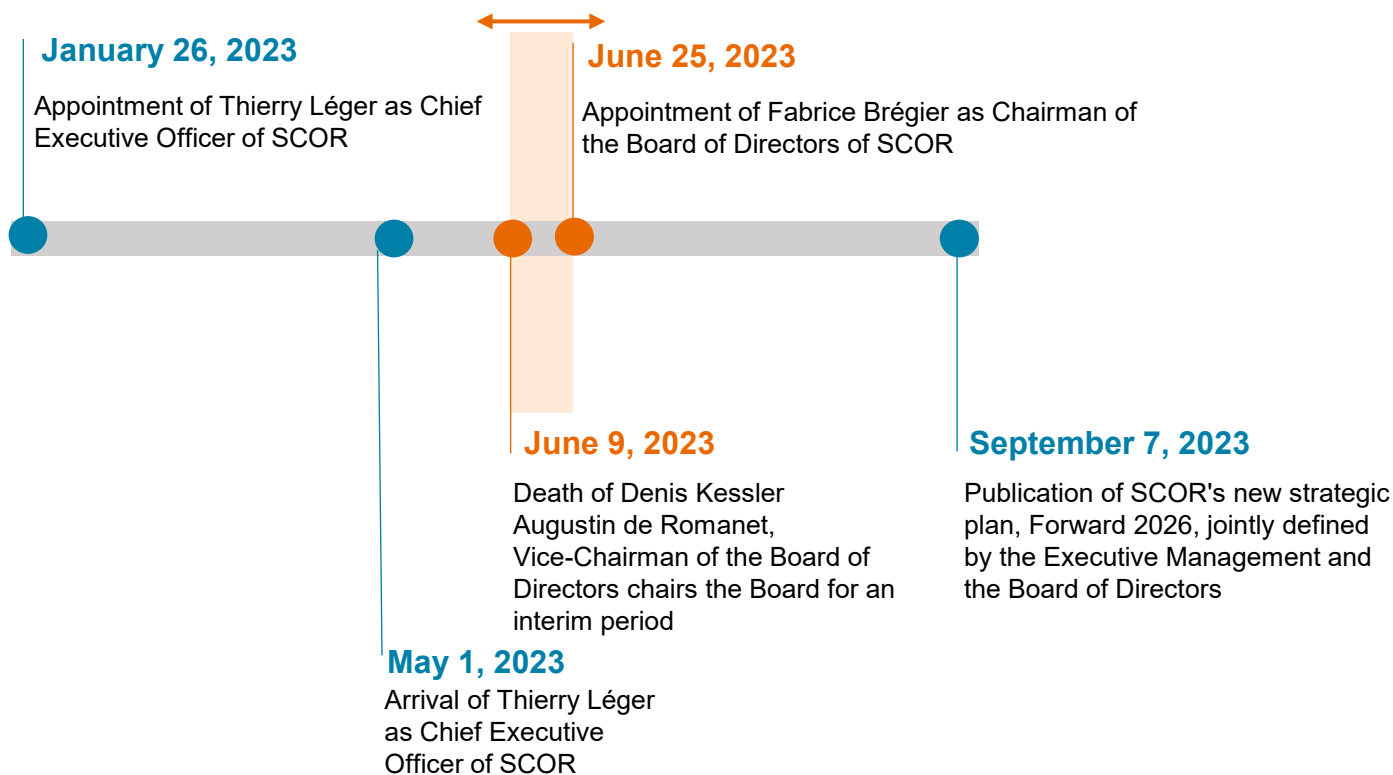 January 26, 2023
Appointment of Thierry Léger as Chief
Executive Officer of SCOR
June 25, 2023
Appointment of Fabrice Brégier as Chairman of
the Board of Directors of SCOR
June 9, 2023
Death of Denis Kessler
Augustin de Romanet,
Vice-Chairman of the Board of
Directors chairs the Board for an
interim period
September 7, 2023
Publication of SCOR's new strategic
plan, Forward 2026, jointly defined
by the Executive Management and
the Board of Directors
May 1, 2023
Arrival of Thierry Léger
as Chief Executive
Officer of SCOR